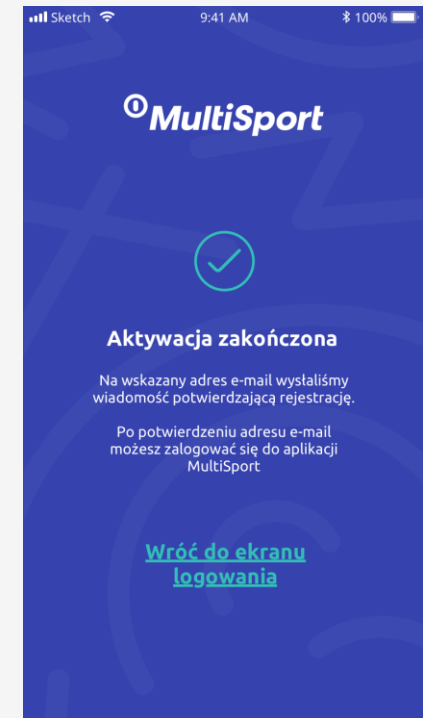 Sketch 9:41 AM 100%
MultiSport
Aktywacja zakończona
Na wskazany adres e-mail wysłaliśmy
wiadomość potwierdzającą rejestrację.
Po potwierdzeniu adresu e-mail
możesz zalogować się do aplikacji
MultiSport
Wróć do ekranu
logowania